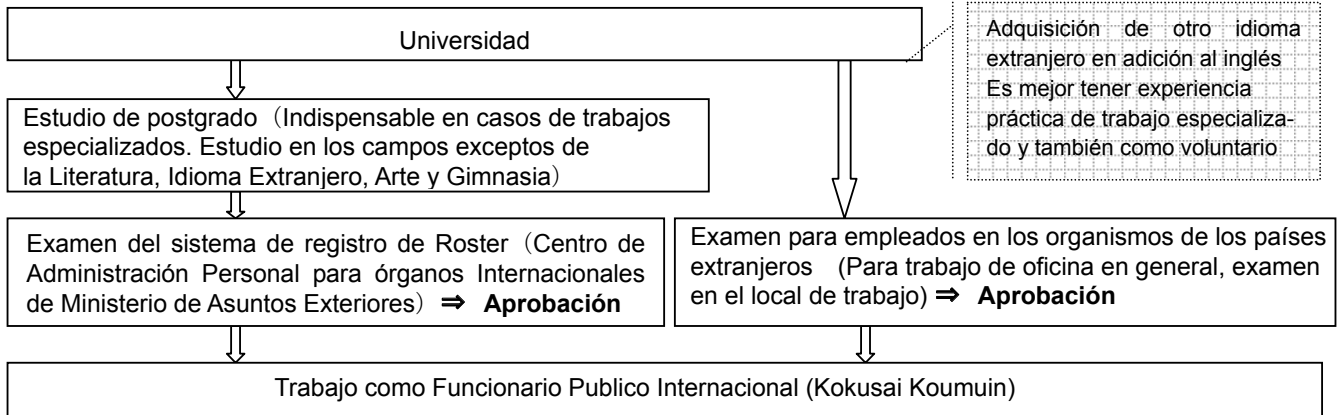 Universidad
Adquisición de otro idioma
extranjero en adición al inglés
Es mejor tener experiencia
práctica de trabajo especializa-
do y también como voluntario
Estudio de postgrado（Indispensable en casos de trabajos
especializados. Estudio en los campos exceptos de
la Literatura, Idioma Extranjero, Arte y Gimnasia）
Examen del sistema de registro de Roster（Centro de
Administración Personal para órganos Internacionales
de Ministerio de Asuntos Exteriores）⇒ Aprobación
Examen para empleados en los organismos de los países
extranjeros (Para trabajo de oficina en general, examen
en el local de trabajo) ⇒ Aprobación
Trabajo como Funcionario Publico Internacional (Kokusai Koumuin)